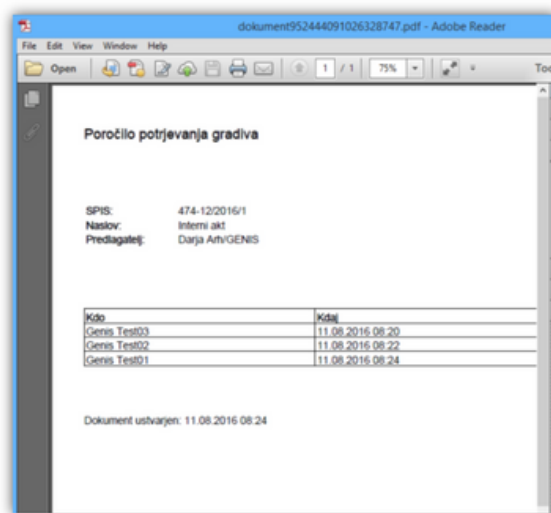 dokument952444091026328747.pdf - Adobe Reader
File Edit View Window Help
Open 1 / 1 75% Too
Poročilo potrjevanja gradiva
SPIS: 474-12/2016/1
Naslov: Interni akt
Predlagatelj: Darja Arh/GENIS
Kdo Kdaj
Genis Test03 11.08.2016 08:20
Genis Test02 11.08.2016 08:22
Genis Test01 11.08.2016 08:24
Dokument ustvarjen: 11.08.2016 08:24